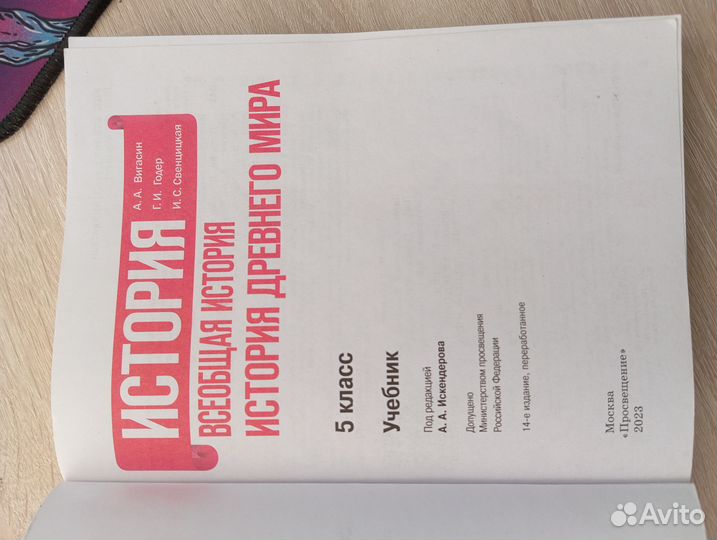 ИСТОРИЯ
А. А. Вигасин
Г. И. Годер
И. С. Свенцицкая
ВСЕОБЩАЯ ИСТОРИЯ
ИСТОРИЯ ДРЕВНЕГО МИРА
5 класс
Учебник
Под редакцией
А. А. Искендерова
Допущено
Министерством просвещения
Российской Федерации
14-е издание, переработанное
Москва
«Просвещение»
2023
Avito